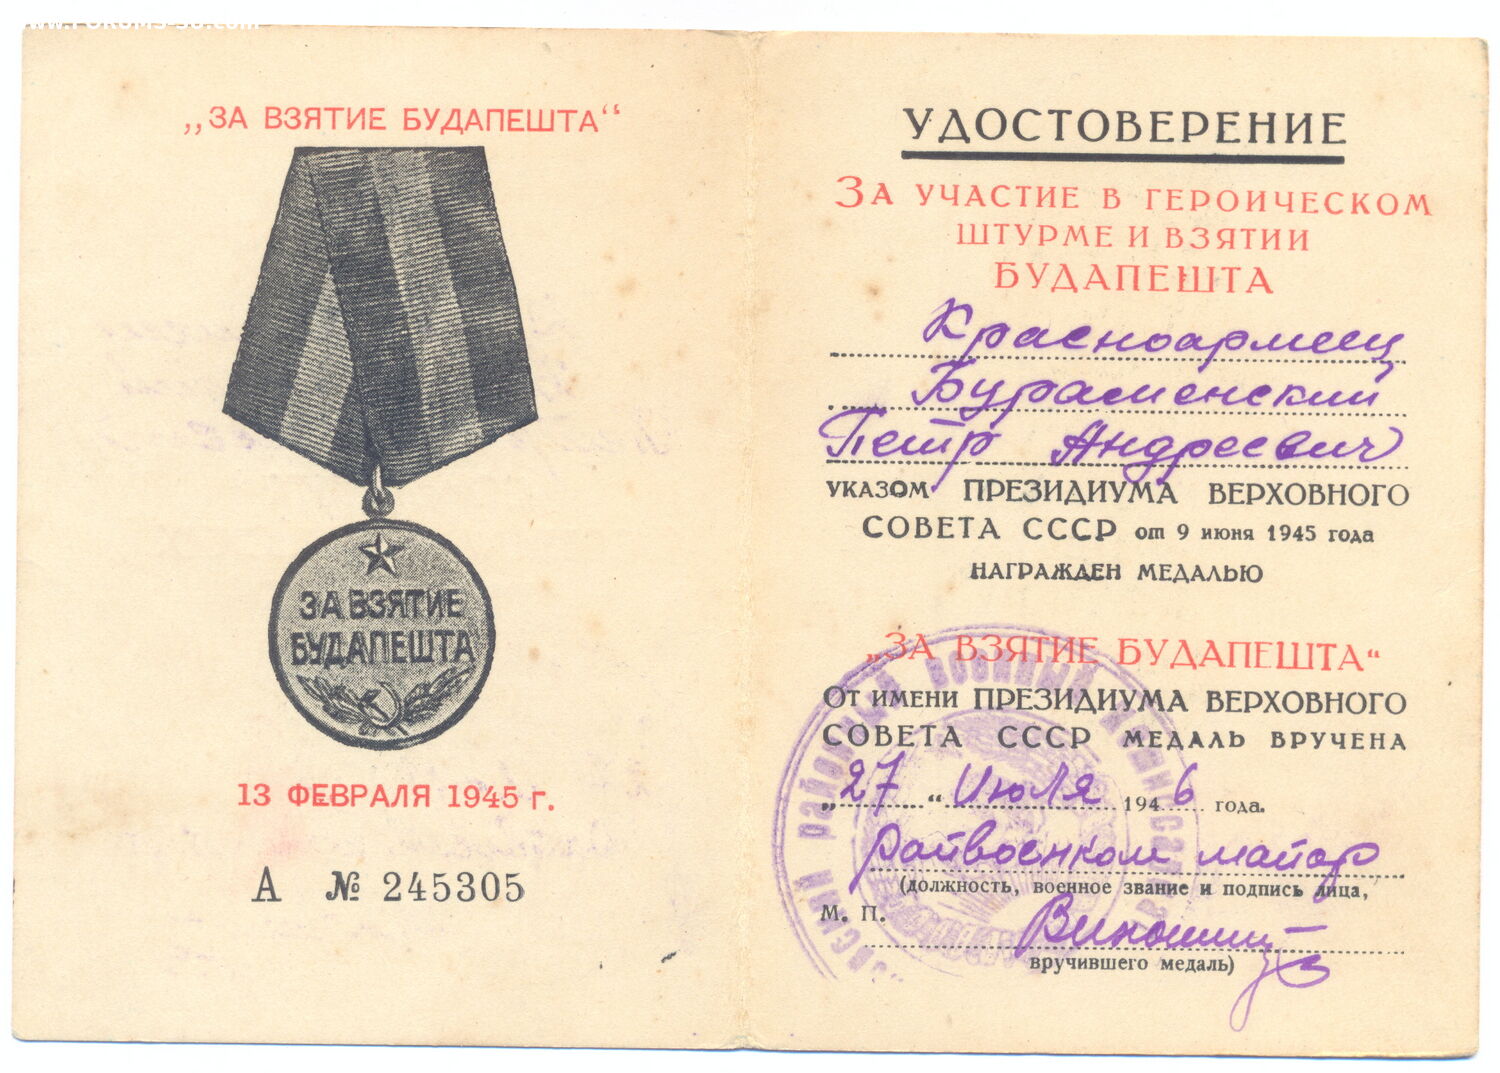 „ЗА ВЗЯТИЕ БУДАПЕШТА“
ЗА ВЗЯТИЕ
БУДАПЕШТА
13 ФЕВРАЛЯ 1945 г.
А № 245305
УДОСТОВЕРЕНИЕ
ЗА УЧАСТИЕ В ГЕРОИЧЕСКОМ
ШТУРМЕ И ВЗЯТИИ
БУДАПЕШТА
Красноармеец
Бураменский
Петр Андреевич
УКАЗОМ ПРЕЗИДИУМА ВЕРХОВНОГО
СОВЕТА СССР от 9 июня 1945 года
НАГРАЖДЕН МЕДАЛЬЮ
„ЗА ВЗЯТИЕ БУДАПЕШТА“
ОТ ИМЕНИ ПРЕЗИДИУМА ВЕРХОВНОГО
СОВЕТА СССР МЕДАЛЬ ВРУЧЕНА
„27“ Июля 1946 года.
райвоенком майор
(должность, военное звание и подпись лица,
М. П.
вручившего медаль)
районный военный